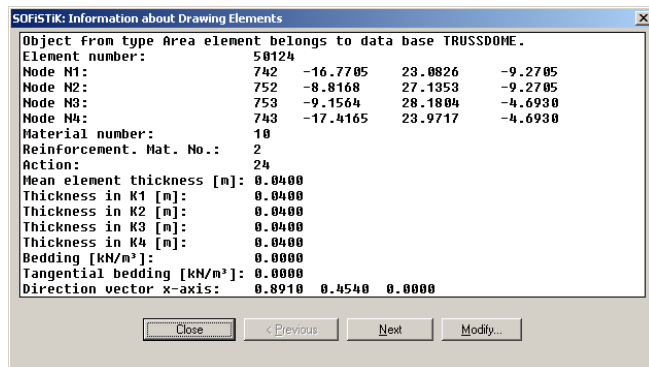 SOFiSTiK: Information about Drawing Elements
Object from type Area element belongs to data base TRUSSDOME.
Element number: 50124
Node N1: 742 -16.7705 23.0826 -9.2705
Node N2: 752 -8.8168 27.1353 -9.2705
Node N3: 753 -9.1564 28.1804 -4.6930
Node N4: 743 -17.4165 23.9717 -4.6930
Material number: 10
Reinforcement. Mat. No.: 2
Action: 24
Mean element thickness [m]: 0.0400
Thickness in K1 [m]: 0.0400
Thickness in K2 [m]: 0.0400
Thickness in K3 [m]: 0.0400
Thickness in K4 [m]: 0.0400
Bedding [kN/m³]: 0.0000
Tangential bedding [kN/m³]: 0.0000
Direction vector x-axis: 0.8910 0.4540 0.0000
Close < Previous Next Modify...